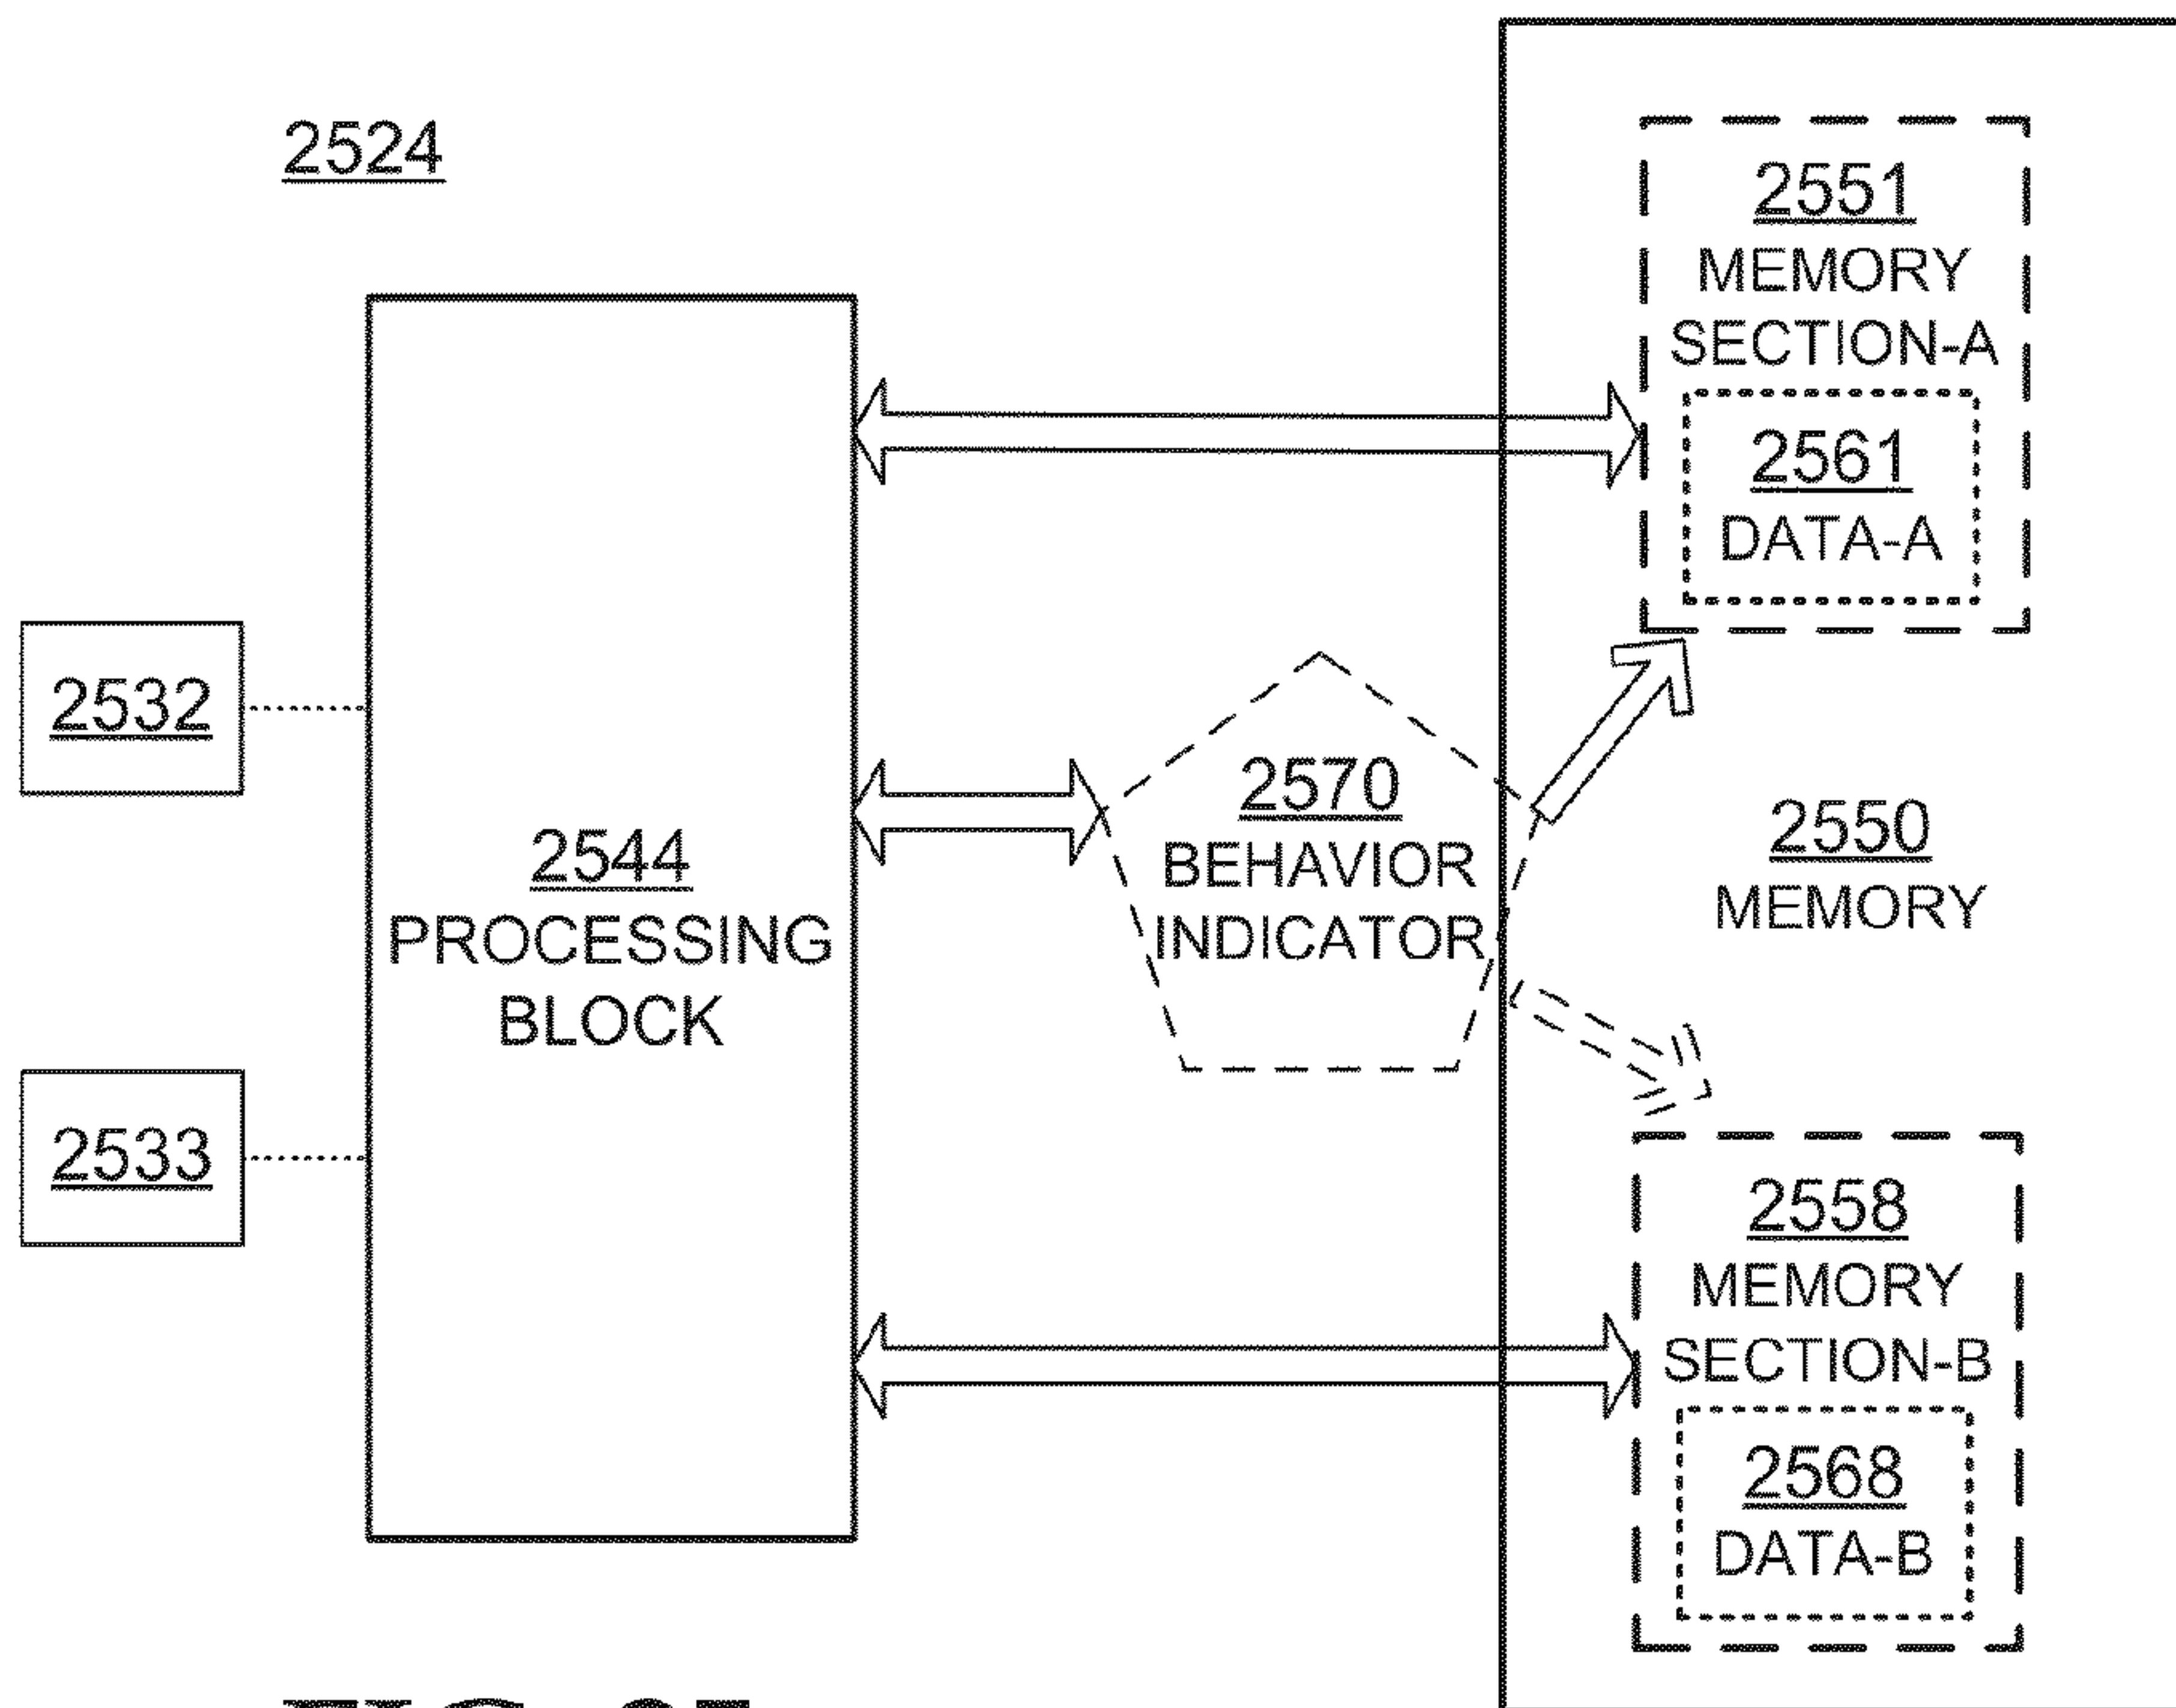 2524
2551
MEMORY
SECTION-A
2561
DATA-A
2532
2570
BEHAVIOR
INDICATOR
2550
MEMORY
2544
PROCESSING
BLOCK
2533
2558
MEMORY
SECTION-B
2568
DATA-B